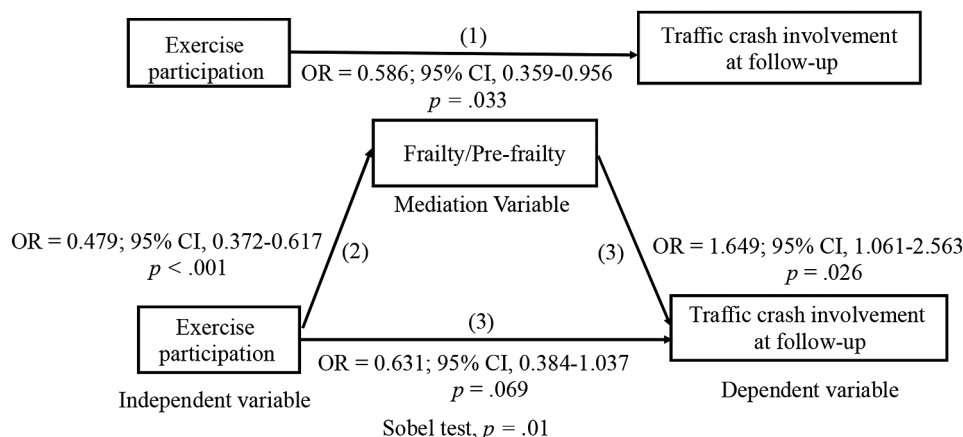 Exercise
participation
(1)
OR = 0.586; 95% CI, 0.359-0.956
p = .033
Traffic crash involvement
at follow-up
Frailty/Pre-frailty
Mediation Variable
OR = 0.479; 95% CI, 0.372-0.617
p < .001
(2)
(3)
OR = 1.649; 95% CI, 1.061-2.563
p = .026
Exercise
participation
Independent variable
(3)
OR = 0.631; 95% CI, 0.384-1.037
p = .069
Sobel test, p = .01
Traffic crash involvement
at follow-up
Dependent variable